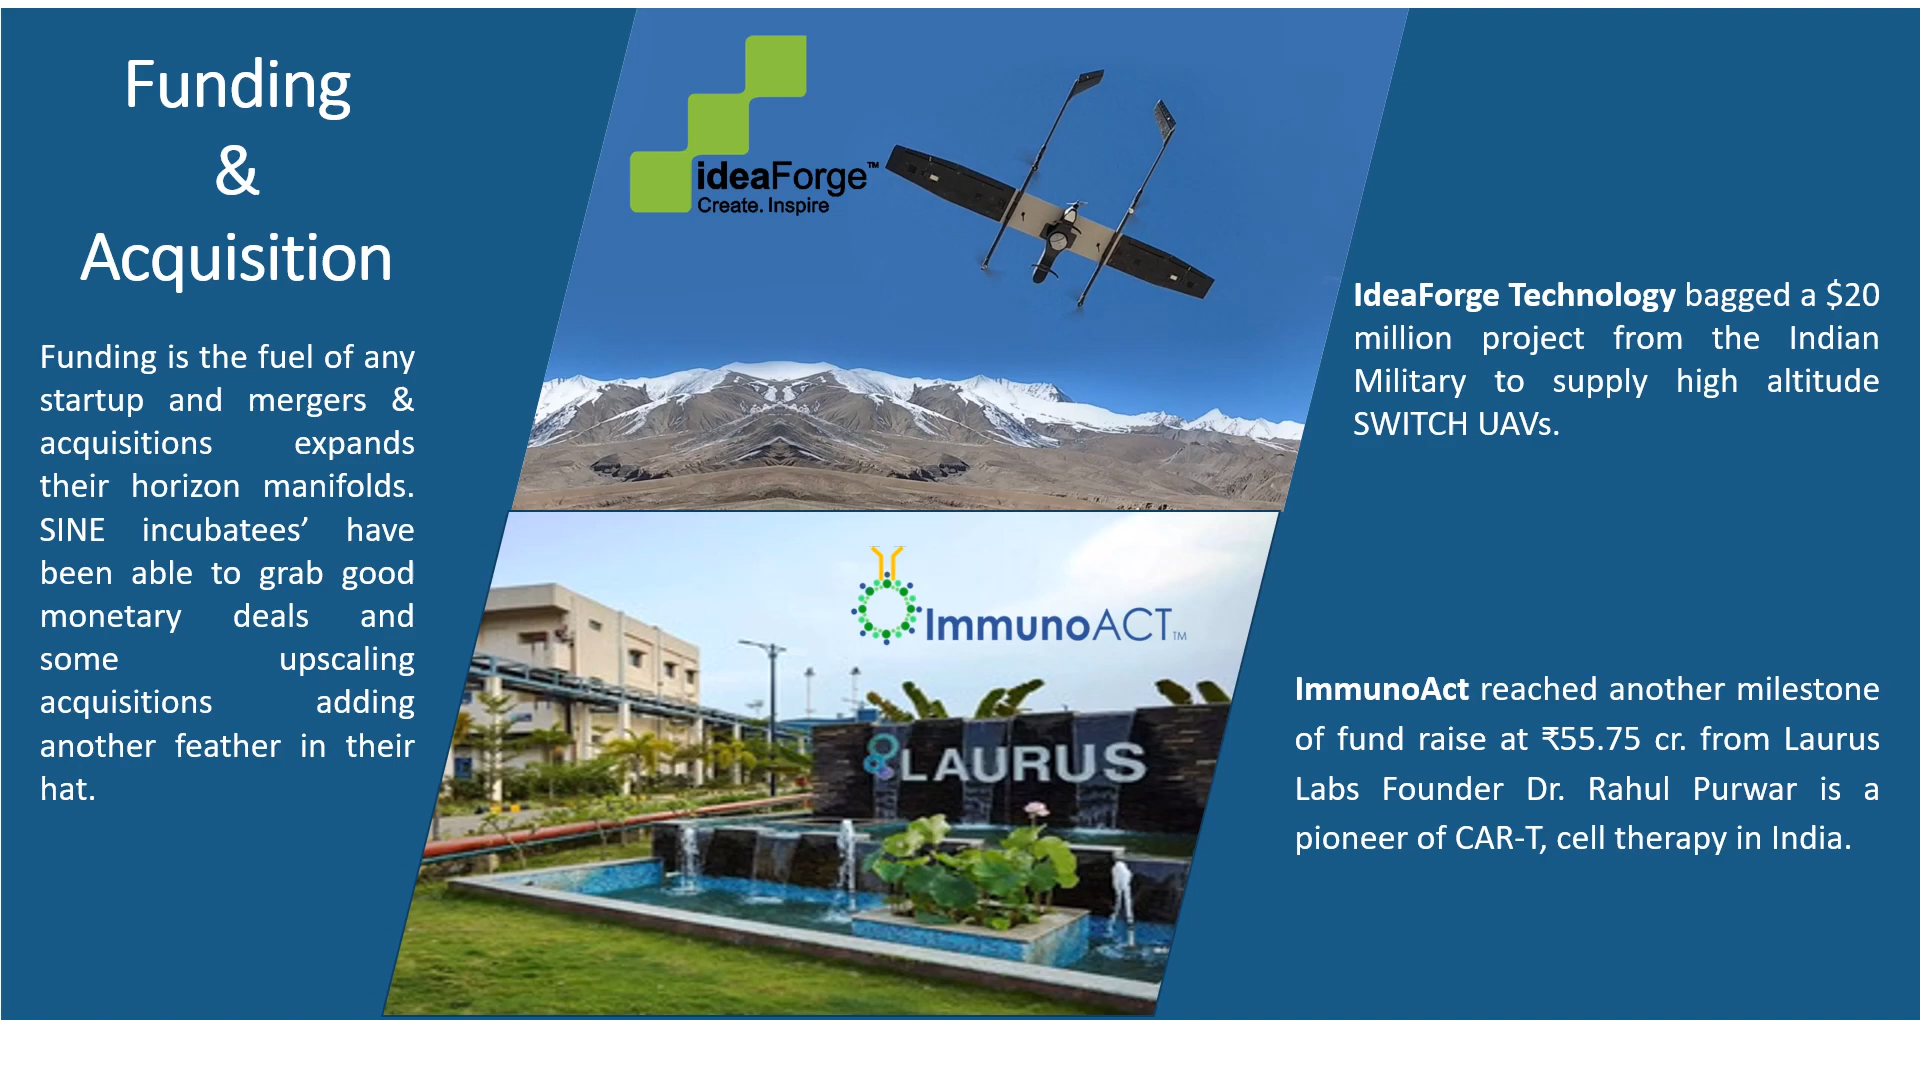 Funding
&
Acquisition
Funding is the fuel of any
startup and mergers &
acquisitions expands
their horizon manifolds.
SINE incubatees’ have
been able to grab good
monetary deals and
some upscaling
acquisitions adding
another feather in their
hat.
ideaForge™
Create. Inspire
IdeaForge Technology bagged a $20
million project from the Indian
Military to supply high altitude
SWITCH UAVs.
ImmunoACT™
LAURUS
ImmunoAct reached another milestone
of fund raise at ₹55.75 cr. from Laurus
Labs Founder Dr. Rahul Purwar is a
pioneer of CAR-T, cell therapy in India.